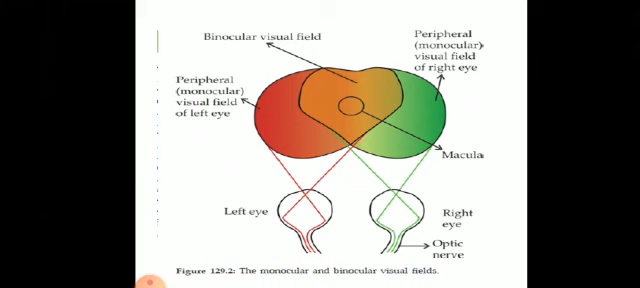 Binocular visual field
Peripheral
(monocular)
visual field
of right eye
Peripheral
(monocular)
visual field
of left eye
Macula
Left eye
Right
eye
Optic
nerve
Figure 129.2: The monocular and binocular visual fields.